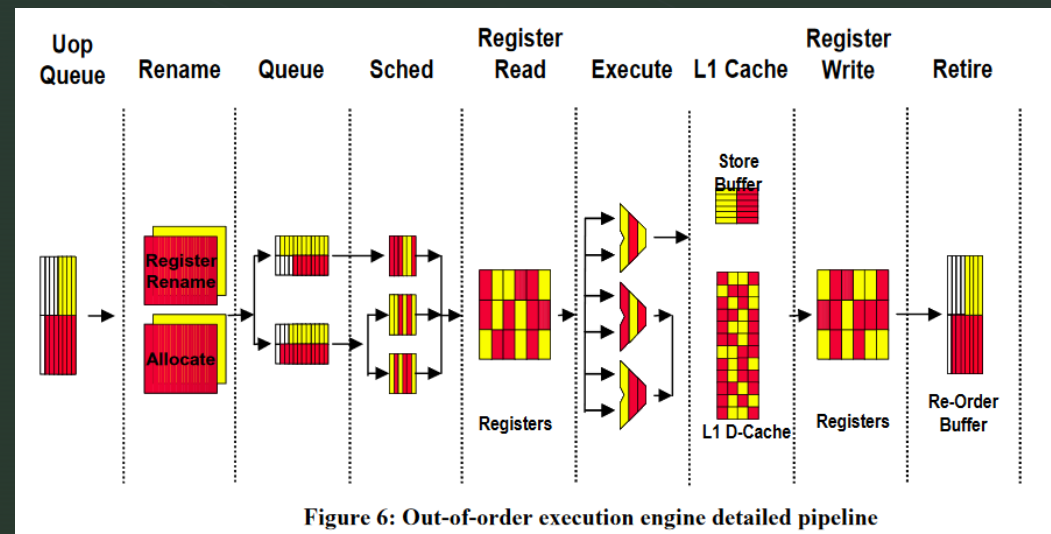 Uop
Queue
Rename
Queue
Sched
Register
Read
Execute
L1 Cache
Register
Write
Retire
Store
Buffer
Register
Rename
Allocate
Registers
L1 D-Cache
Registers
Re-Order
Buffer
Figure 6: Out-of-order execution engine detailed pipeline